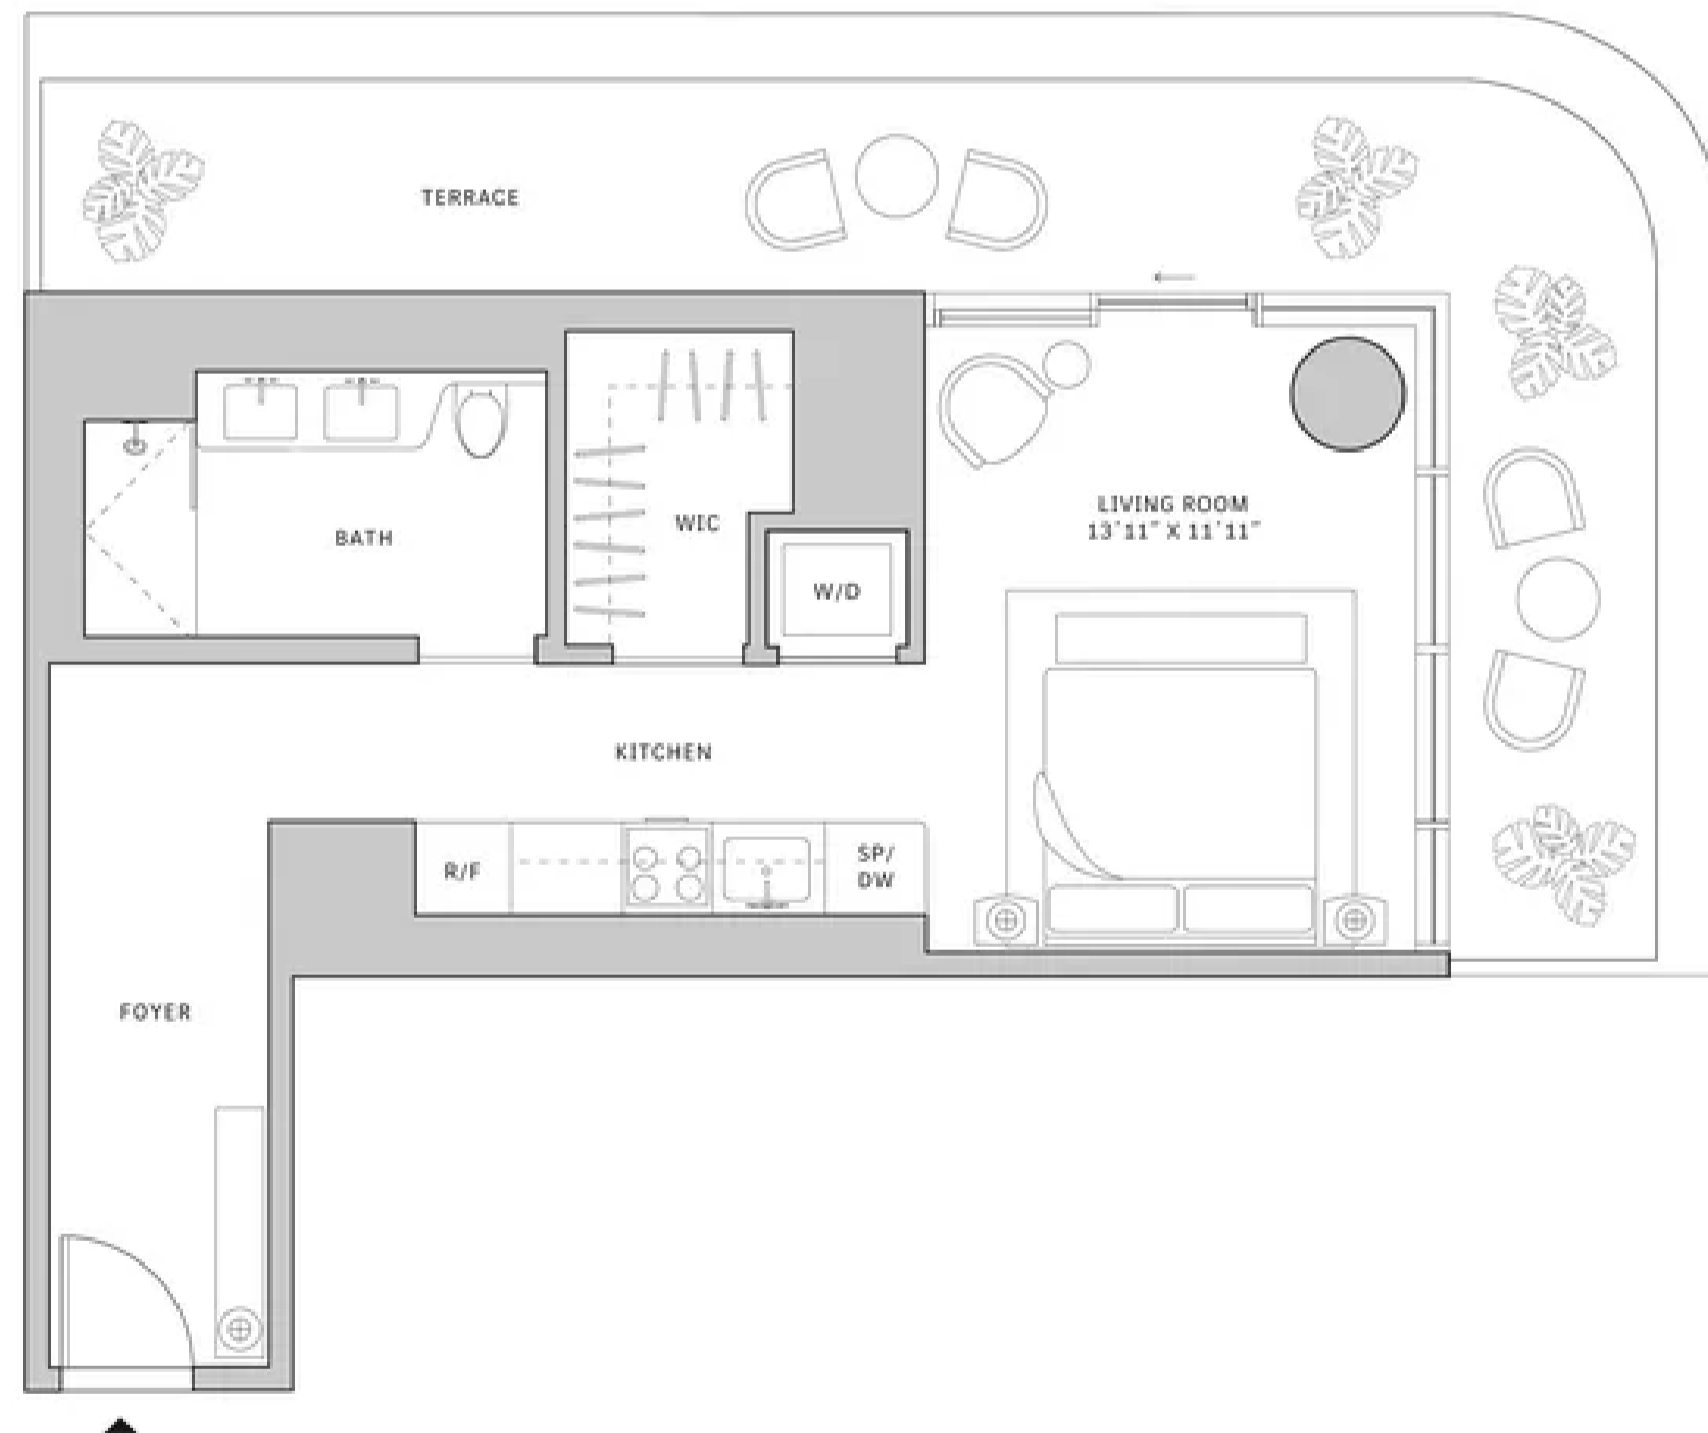 TERRACE
LIVING ROOM
13'11" X 11'11"
WIC
BATH
W/D
KITCHEN
R/F
SP/
DW
FOYER